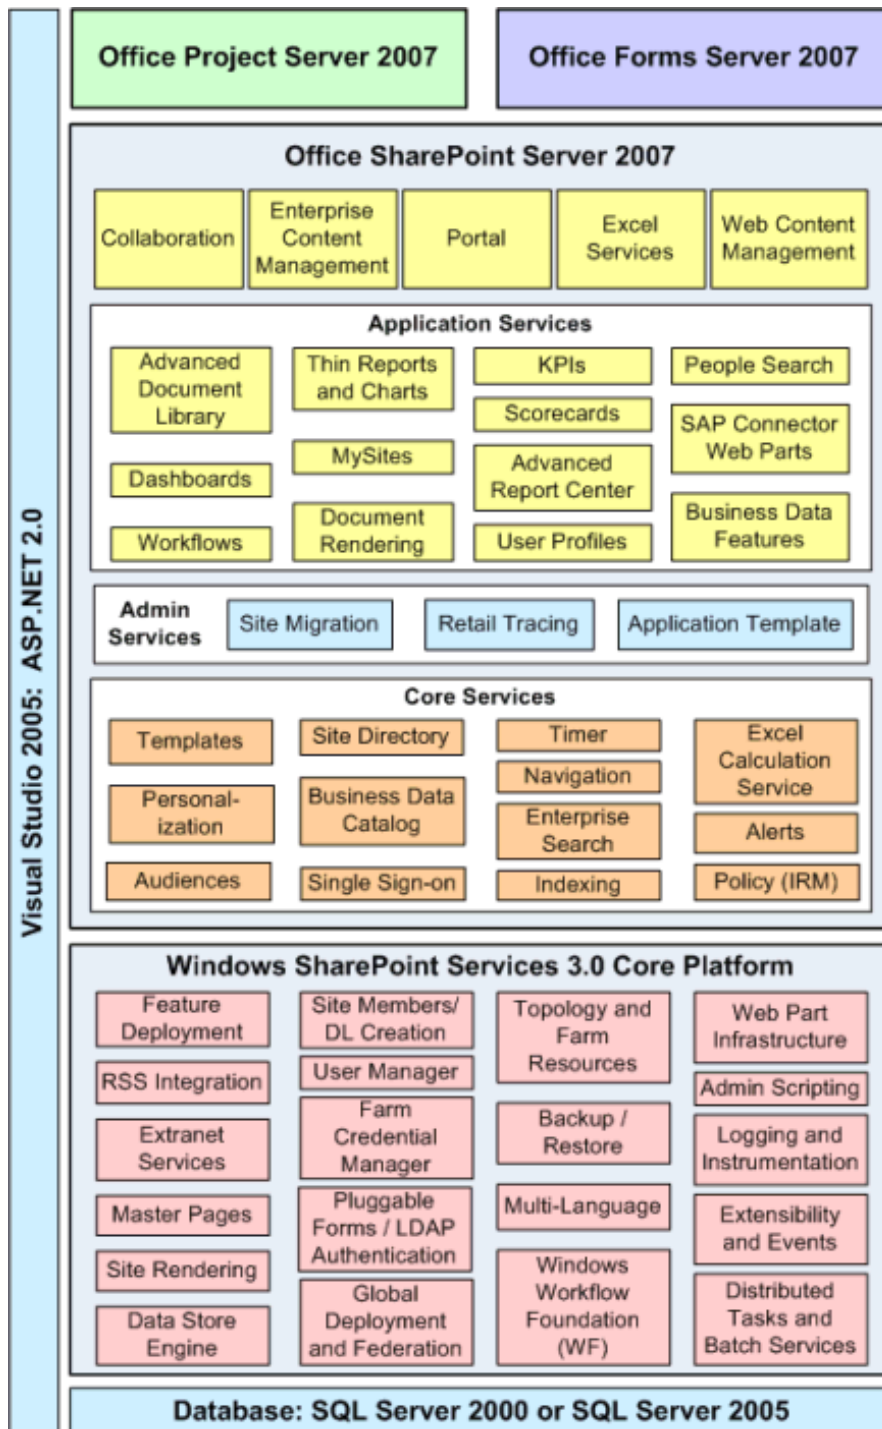 Visual Studio 2005:  ASP.NET 2.0
Office Project Server 2007
Office Forms Server 2007
Office SharePoint Server 2007
Collaboration
Enterprise
Content
Management
Portal
Excel
Services
Web Content
Management
Application Services
Advanced
Document
Library
Dashboards
Workflows
Thin Reports
and Charts
MySites
Document
Rendering
KPIs
Scorecards
Advanced
Report Center
User Profiles
People Search
SAP Connector
Web Parts
Business Data
Features
Admin
Services
Site Migration
Retail Tracing
Application Template
Core Services
Templates
Personal-
ization
Audiences
Site Directory
Business Data
Catalog
Single Sign-on
Timer
Navigation
Enterprise
Search
Indexing
Excel
Calculation
Service
Alerts
Policy (IRM)
Windows SharePoint Services 3.0 Core Platform
Feature
Deployment
RSS Integration
Extranet
Services
Master Pages
Site Rendering
Data Store
Engine
Site Members/
DL Creation
User Manager
Farm
Credential
Manager
Pluggable
Forms / LDAP
Authentication
Global
Deployment
and Federation
Topology and
Farm
Resources
Backup /
Restore
Multi-Language
Windows
Workflow
Foundation
(WF)
Web Part
Infrastructure
Admin Scripting
Logging and
Instrumentation
Extensibility
and Events
Distributed
Tasks and
Batch Services
Database: SQL Server 2000 or SQL Server 2005